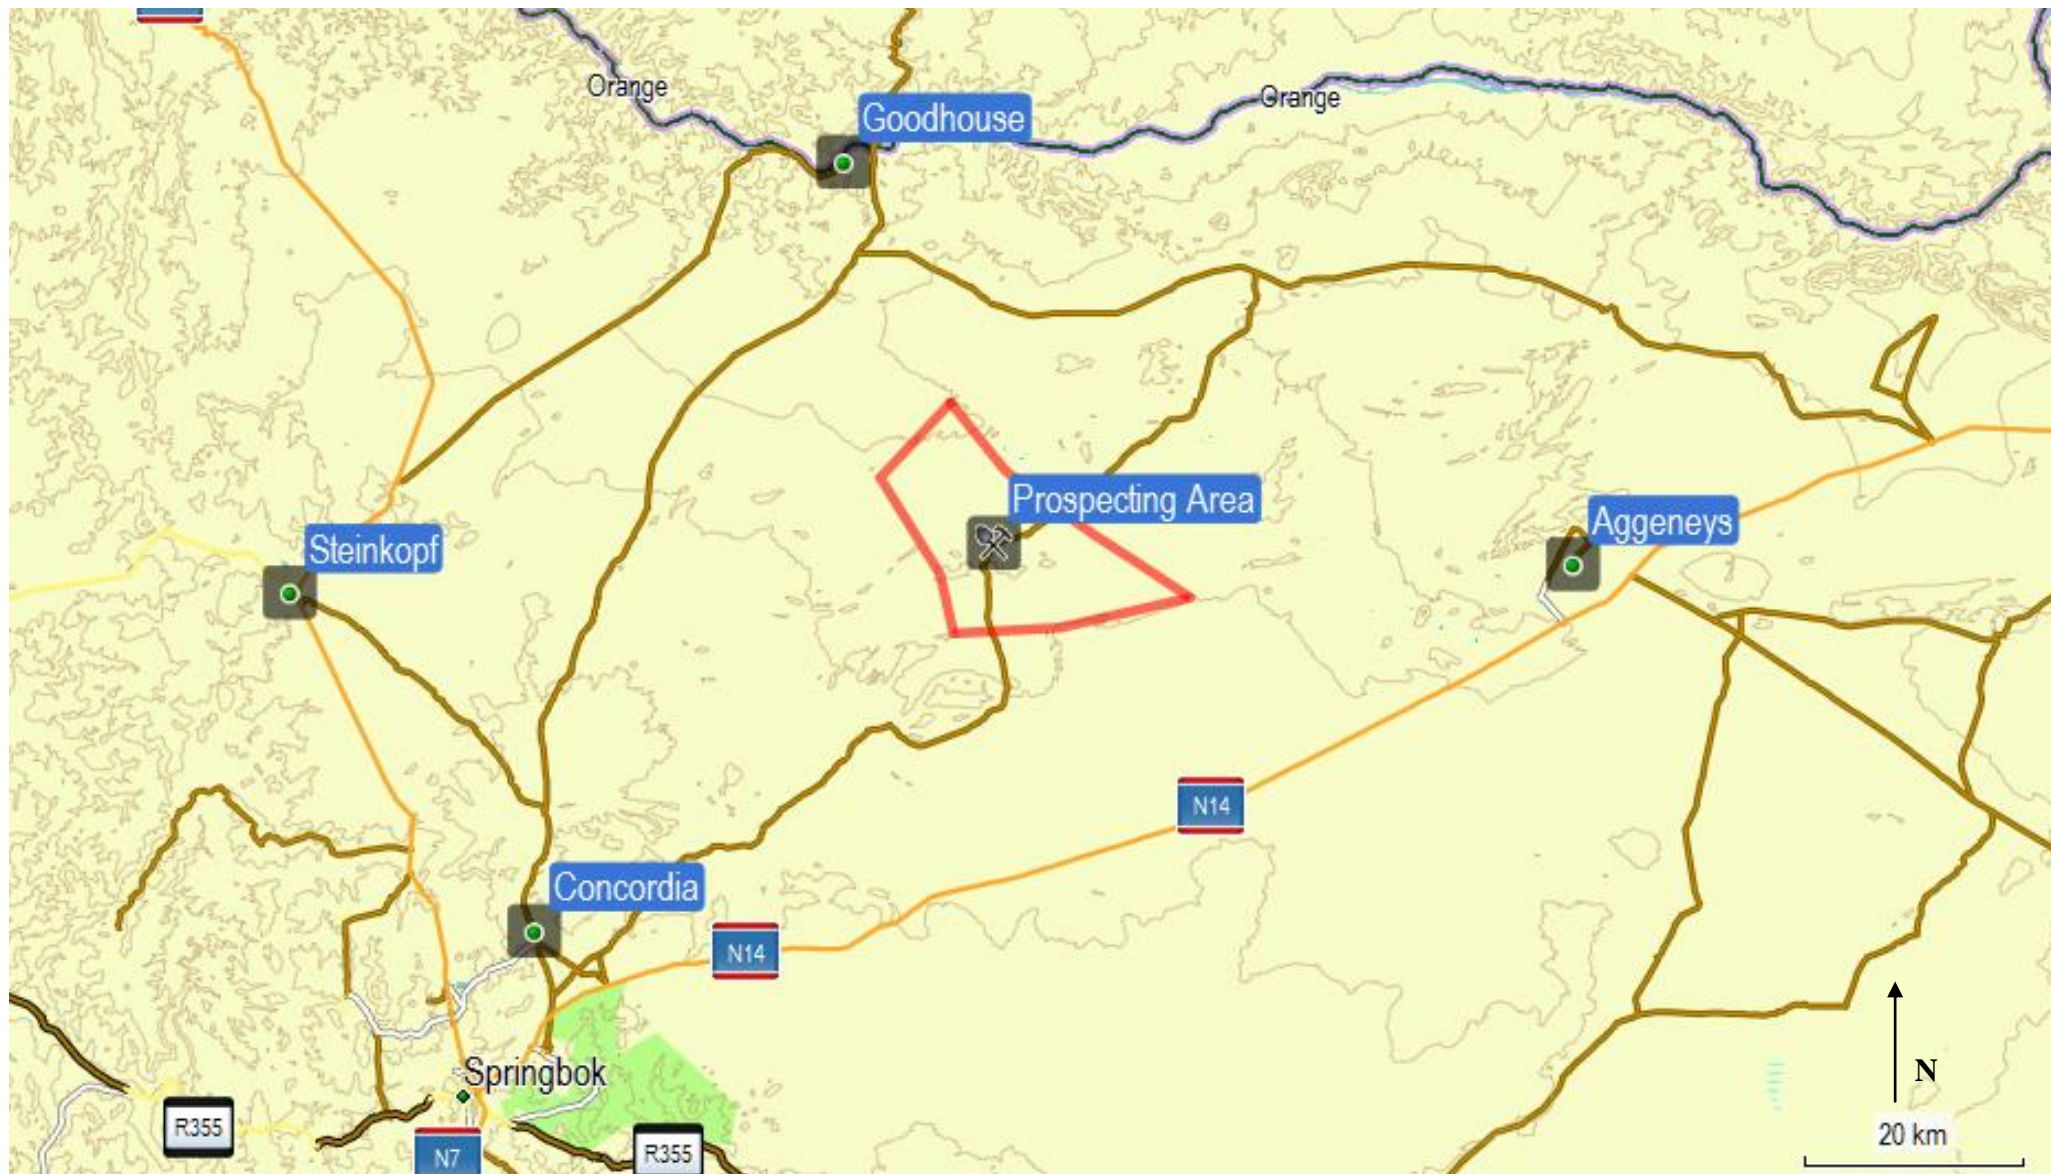 Orange
Orange
Goodhouse
Prospecting Area
Aggeneys
Steinkopf
N14
Concordia
N14
Springbok
N
R355
20 km
N7
R355